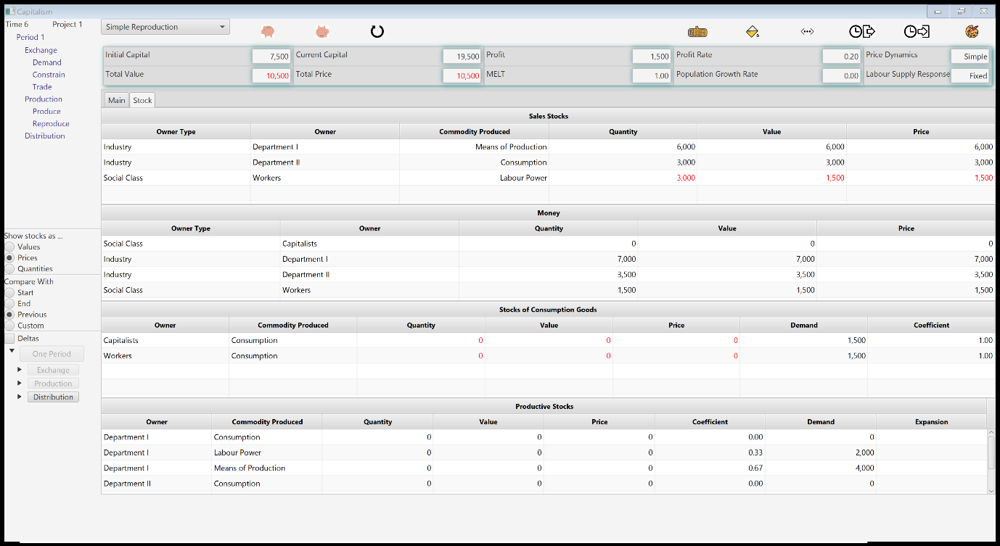 Capitalism
Time 6 Project 1
Simple Reproduction
Period 1
Exchange
Demand
Constrain
Trade
Production
Produce
Reproduce
Distribution
Initial Capital 7,500 Current Capital 19,500 Profit 1,500 Profit Rate 0.20 Price Dynamics Simple
Total Value 10,500 Total Price 10,500 MELT 1.00 Population Growth Rate 0.00 Labour Supply Response Fixed
Main Stock
Sales Stocks
Owner Type Owner Commodity Produced Quantity Value Price
Industry Department I Means of Production 6,000 6,000 6,000
Industry Department II Consumption 3,000 3,000 3,000
Social Class Workers Labour Power 3,000 1,500 1,500
Money
Owner Type Owner Quantity Value Price
Social Class Capitalists 0 0 0
Industry Department I 7,000 7,000 7,000
Industry Department II 3,500 3,500 3,500
Social Class Workers 1,500 1,500 1,500
Stocks of Consumption Goods
Owner Commodity Produced Quantity Value Price Demand Coefficient
Capitalists Consumption 0 0 0 1,500 1.00
Workers Consumption 0 0 0 1,500 1.00
Productive Stocks
Owner Commodity Produced Quantity Value Price Coefficient Demand Expansion
Department I Consumption 0 0 0 0.00 0
Department I Labour Power 0 0 0 0.33 2,000
Department I Means of Production 0 0 0 0.67 4,000
Department II Consumption 0 0 0 0.00 0
Show stocks as ...
Values
Prices
Quantities
Compare With
Start
End
Previous
Custom
Deltas
One Period
Exchange
Production
Distribution